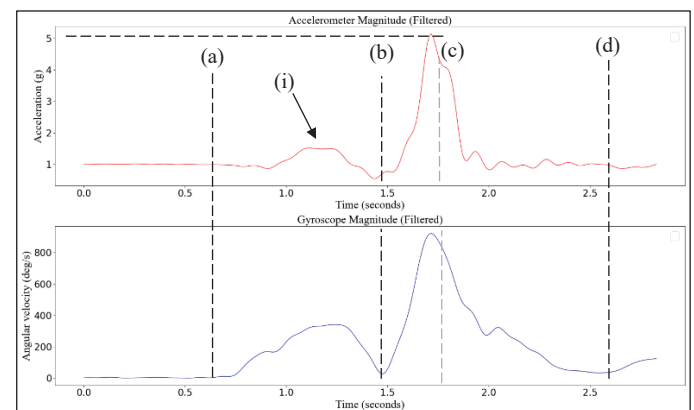 Accelerometer Magnitude (Filtered)
5
4
3
2
1
Acceleration (g)
(a)
(i)
(b)
(c)
(d)
0.0 0.5 1.0 1.5 2.0 2.5
Time (seconds)
Gyroscope Magnitude (Filtered)
800
600
400
200
0
Angular velocity (deg/s)
0.0 0.5 1.0 1.5 2.0 2.5
Time (seconds)